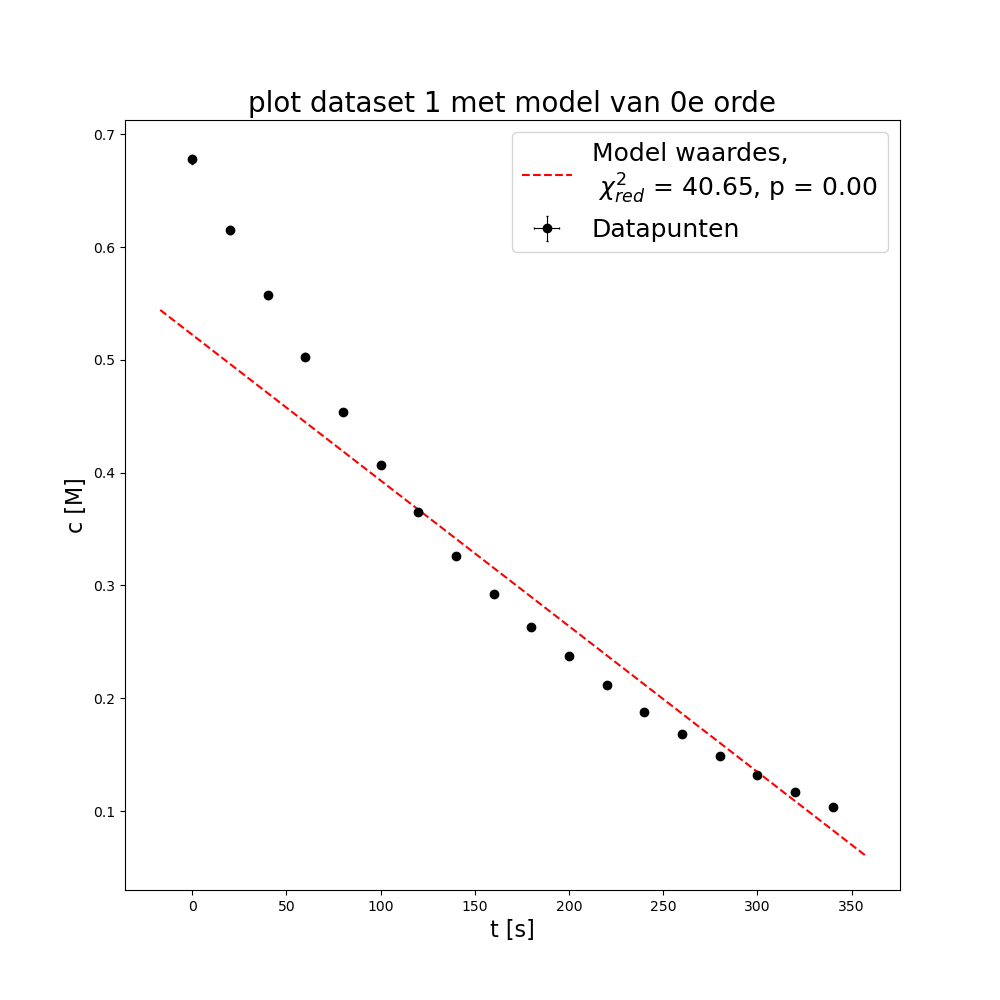 plot dataset 1 met model van 0e orde
Model waardes,
χ²red = 40.65, p = 0.00
Datapunten
c [M]
0.7
0.6
0.5
0.4
0.3
0.2
0.1
0 50 100 150 200 250 300 350
t [s]